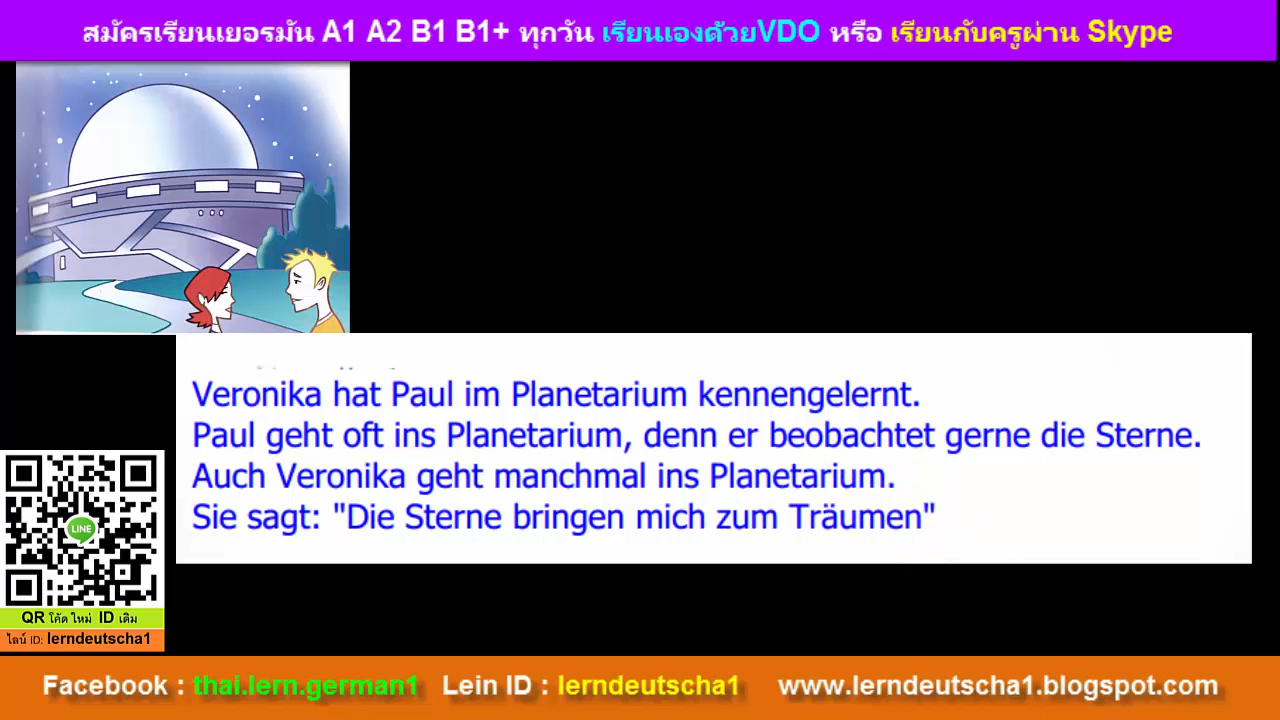 สมัครเรียนเยอรมัน A1 A2 B1 B1+ ทุกวัน เรียนเองด้วยVDO หรือ เรียนกับครูผ่าน Skype
Veronika hat Paul im Planetarium kennengelernt.
Paul geht oft ins Planetarium, denn er beobachtet gerne die Sterne.
Auch Veronika geht manchmal ins Planetarium.
Sie sagt: "Die Sterne bringen mich zum Träumen"
LINE
QR โค้ด ใหม่ ID เดิม
ไลน์ ID: lerndeutscha1
Facebook : thai.lern.german1 Lein ID : lerndeutscha1 www.lerndeutscha1.blogspot.com